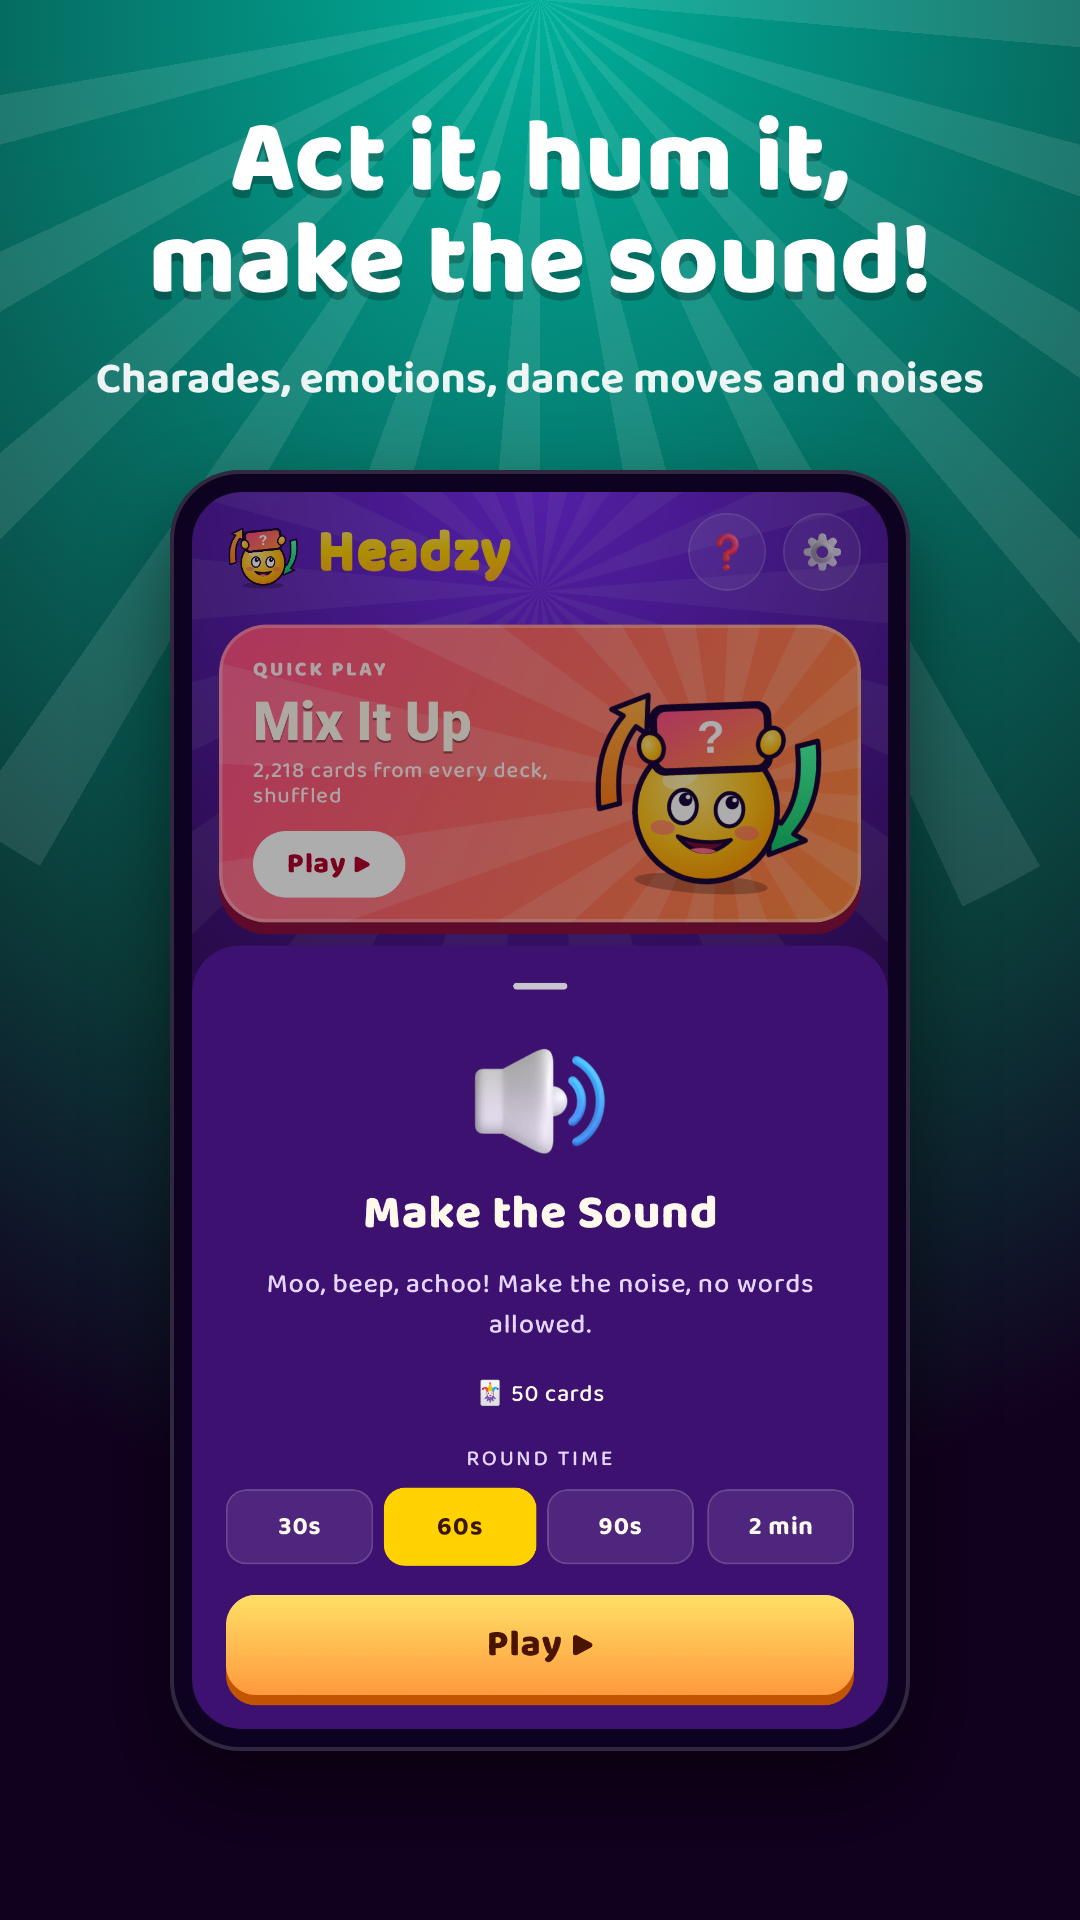 Act it, hum it,
make the sound!
Charades, emotions, dance moves and noises
?
Headzy
❓
QUICK PLAY
Mix It Up
2,218 cards from every deck,
shuffled
?
Play ▶
Make the Sound
Moo, beep, achoo! Make the noise, no words
allowed.
🃏 50 cards
ROUND TIME
30s
60s
90s
2 min
Play ▶